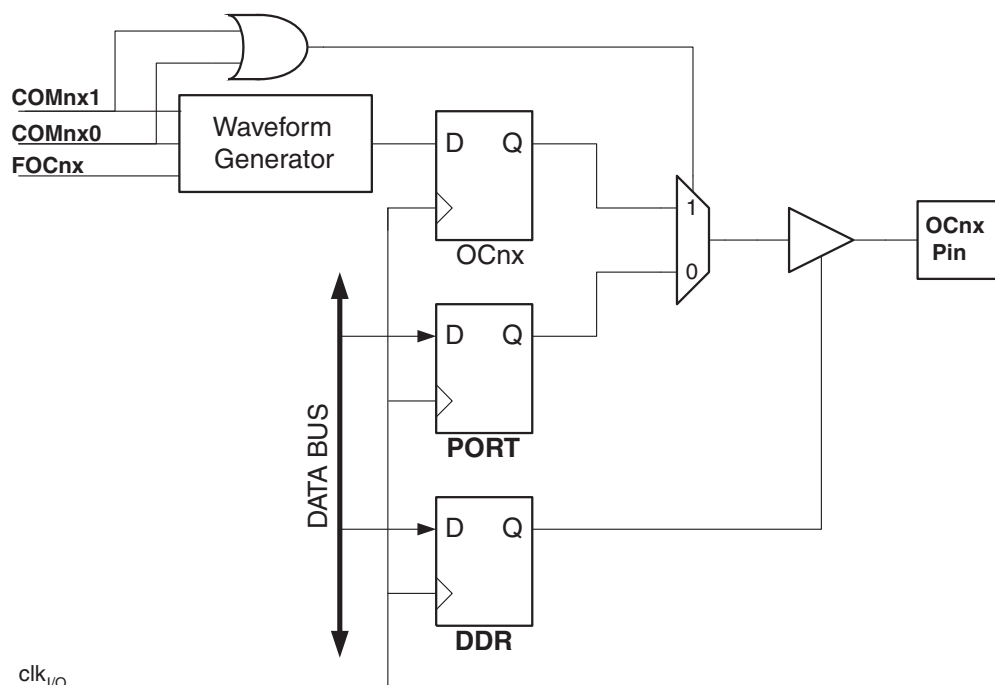 COMnx1
COMnx0
FOCnx
Waveform
Generator
D Q
OCnx
1
0
OCnx
Pin
D Q
PORT
DATA BUS
D Q
DDR
clkI/O